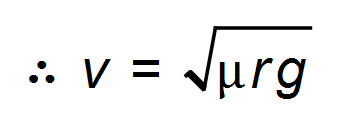 ∴ v = √μrg